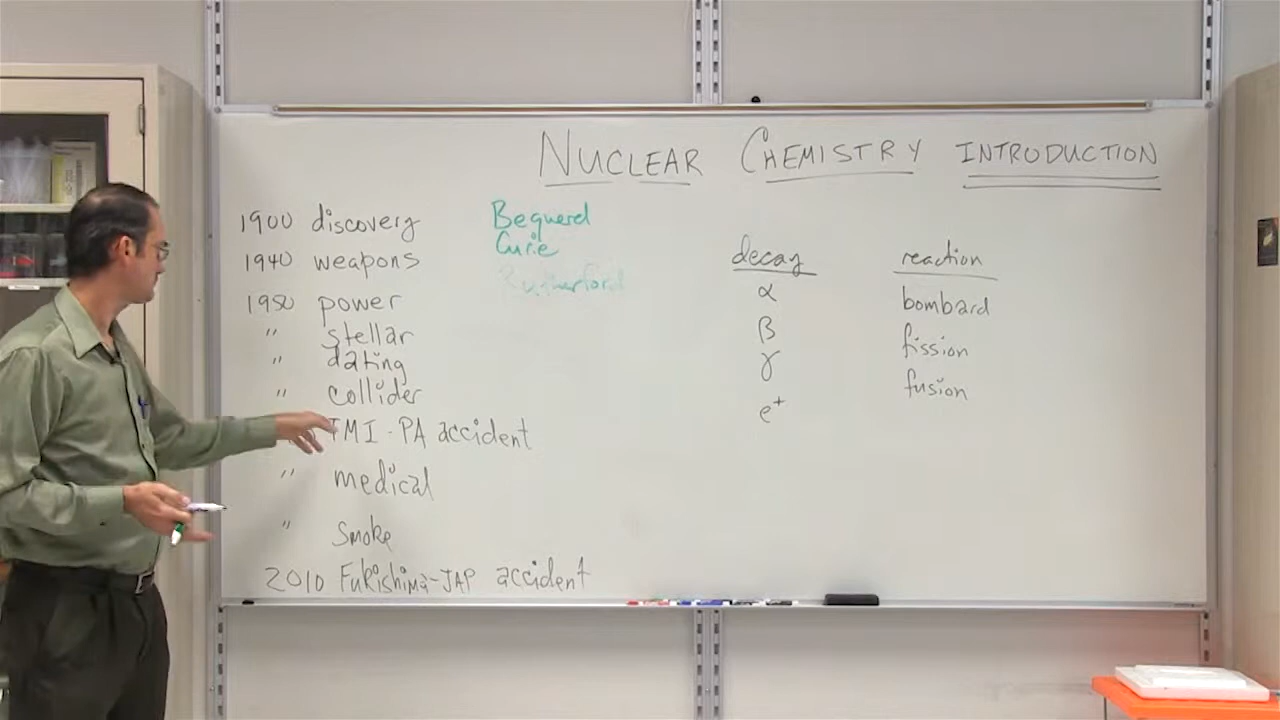 NUCLEAR CHEMISTRY INTRODUCTION
1900 discovery
1940 weapons
1950 power
" stellar
" dating
" collider
TMI - PA accident
" medical
" smoke
2010 Fukishima-JAP accident
Bequerel
Curie
Rutherford
decay
α
β
γ
e+
reaction
bombard
fission
fusion